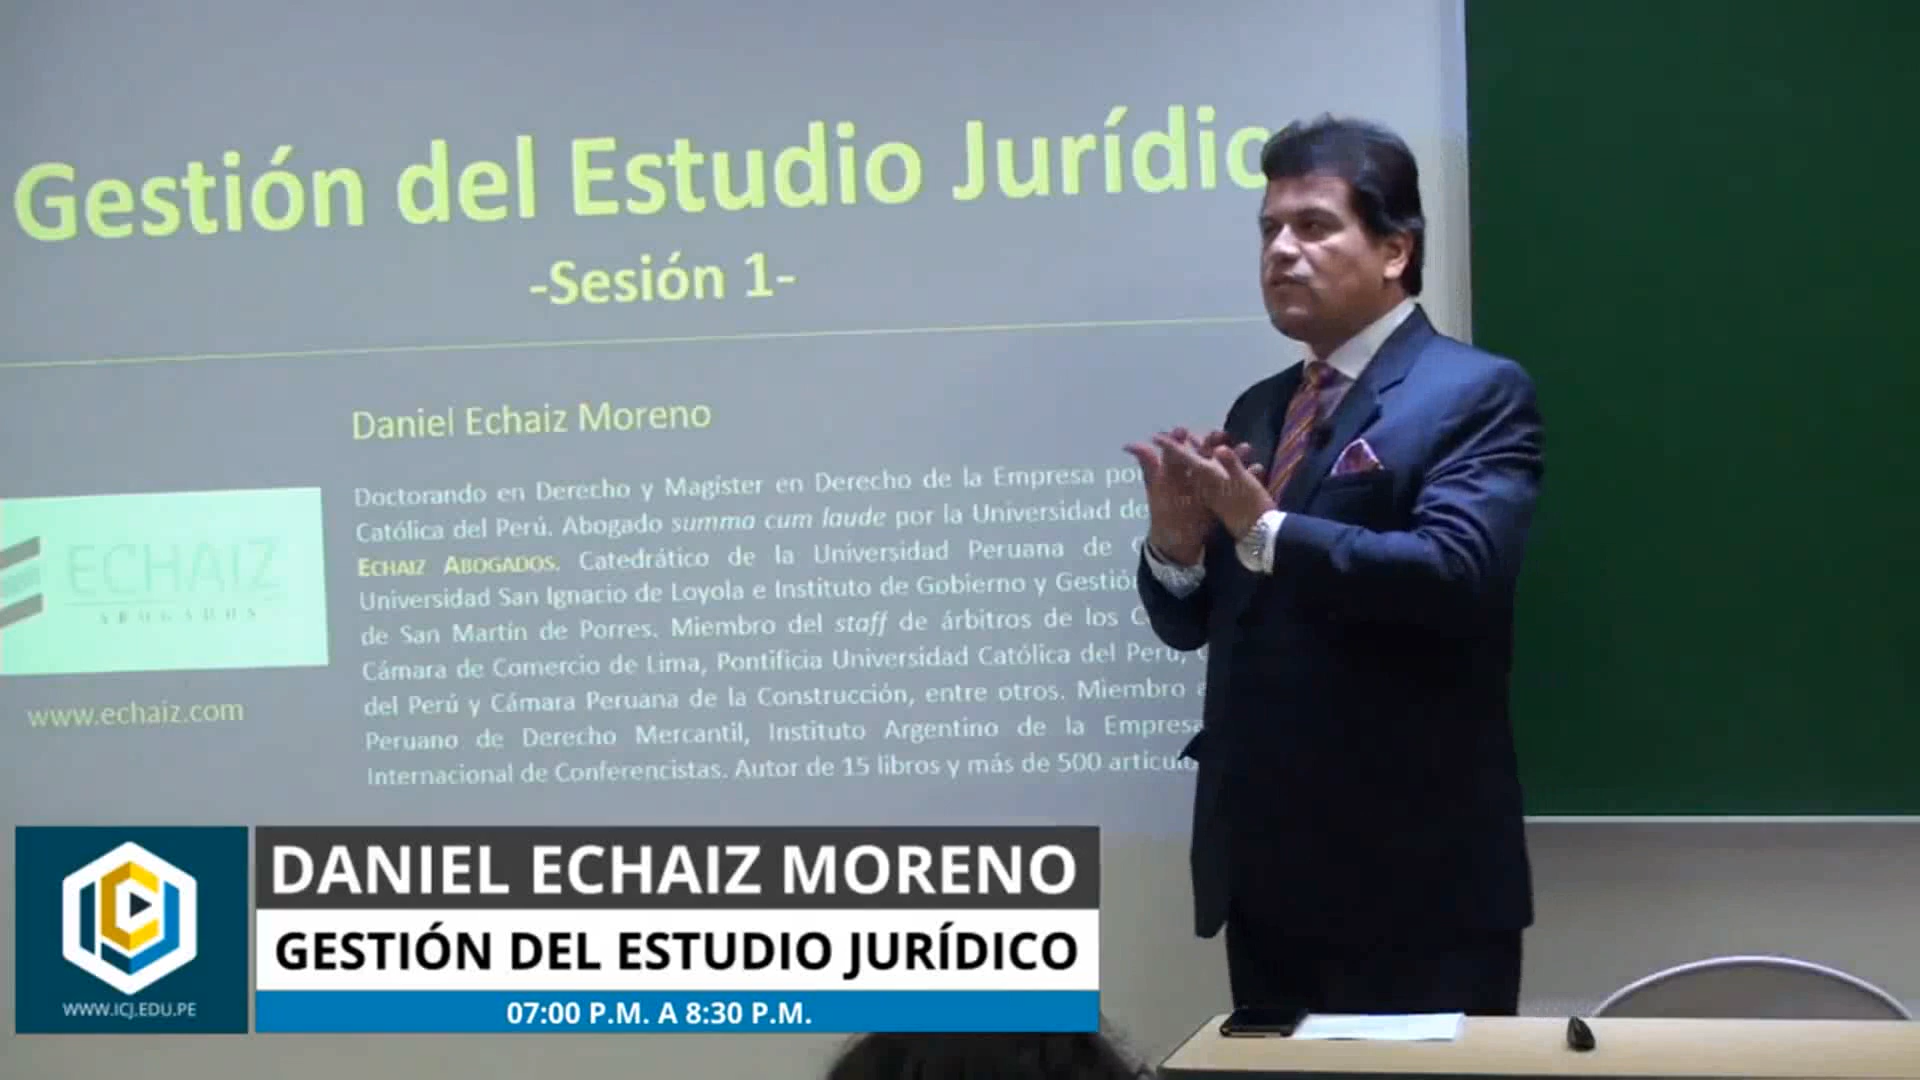 Gestión del Estudio Jurídic
-Sesión 1-
Daniel Echaiz Moreno
Doctorando en Derecho y Magíster en Derecho de la Empresa por
Católica del Perú. Abogado summa cum laude por la Universidad de
ECHAIZ ABOGADOS. Catedrático de la Universidad Peruana de
Universidad San Ignacio de Loyola e Instituto de Gobierno y Gestión
de San Martín de Porres. Miembro del staff de árbitros de los
Cámara de Comercio de Lima, Pontificia Universidad Católica del Perú,
del Perú y Cámara Peruana de la Construcción, entre otros. Miembro
Peruano de Derecho Mercantil, Instituto Argentino de la Empresa
Internacional de Conferencistas. Autor de 15 libros y más de 500 artículo
ECHAIZ
ABOGADOS
www.echaiz.com
DANIEL ECHAIZ MORENO
GESTIÓN DEL ESTUDIO JURÍDICO
07:00 P.M. A 8:30 P.M.
WWW.ICJ.EDU.PE